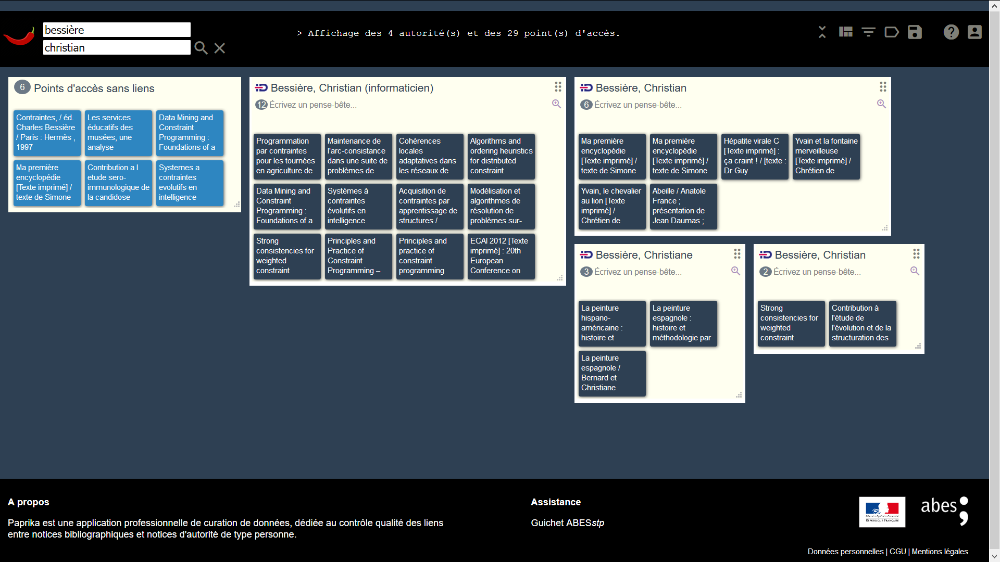 bessière
christian
> Affichage des 4 autorité(s) et des 29 point(s) d'accès.
6 Points d'accès sans liens
Contraintes, / éd.
Charles Bessière
/ Paris : Hermès ,
1997
Les services
éducatifs des
musées, une
analyse
Data Mining and
Constraint
Programming :
Foundations of a
Ma première
encyclopédie
[Texte imprimé] /
texte de Simone
Contribution a l
etude sero-
immunologique de
la candidose
Systemes a
contraintes
evolutifs en
intelligence
Bessière, Christian (informaticien)
12 Écrivez un pense-bête...
Programmation
par contraintes
pour les tournées
en agriculture de
Maintenance de
l'arc-consistance
dans une suite de
problèmes de
Cohérences
locales
adaptatives dans
les réseaux de
Algorithms and
ordering heuristics
for distributed
constraint
Data Mining and
Constraint
Programming :
Foundations of a
Systèmes à
contraintes
évolutifs en
intelligence
Acquisition de
contraintes par
apprentissage de
structures /
Modélisation et
algorithmes de
résolution de
problèmes sur-
Strong
consistencies for
weighted
constraint
Principles and
Practice of
Constraint
Programming –
Principles and
practice of
constraint
programming
ECAI 2012 [Texte
imprimé] : 20th
European
Conference on
Bessière, Christian
6 Écrivez un pense-bête...
Ma première
encyclopédie
[Texte imprimé] /
texte de Simone
Ma première
encyclopédie
[Texte imprimé] /
texte de Simone
Hépatite virale C
[Texte imprimé] :
ça craint ! / [texte :
Dr Guy
Yvain et la fontaine
merveilleuse
[Texte imprimé] /
Chrétien de
Yvain, le chevalier
au lion [Texte
imprimé] /
Chrétien de
Abeille / Anatole
France ;
présentation de
Jean Daumas ;
Bessière, Christiane
3 Écrivez un pense-bête...
La peinture
hispano-
américaine :
histoire et
La peinture
espagnole :
histoire et
méthodologie par
La peinture
espagnole /
Bernard et
Christiane
Bessière, Christian
2 Écrivez un pense-bête...
Strong
consistencies for
weighted
constraint
Contribution à
l'étude de
l'évolution et de la
structuration des
A propos
Paprika est une application professionnelle de curation de données, dédiée au contrôle qualité des liens
entre notices bibliographiques et notices d'autorité de type personne.
Assistance
Guichet ABESstp
Liberté • Égalité • Fraternité
RÉPUBLIQUE FRANÇAISE
abes
Données personnelles | CGU | Mentions légales